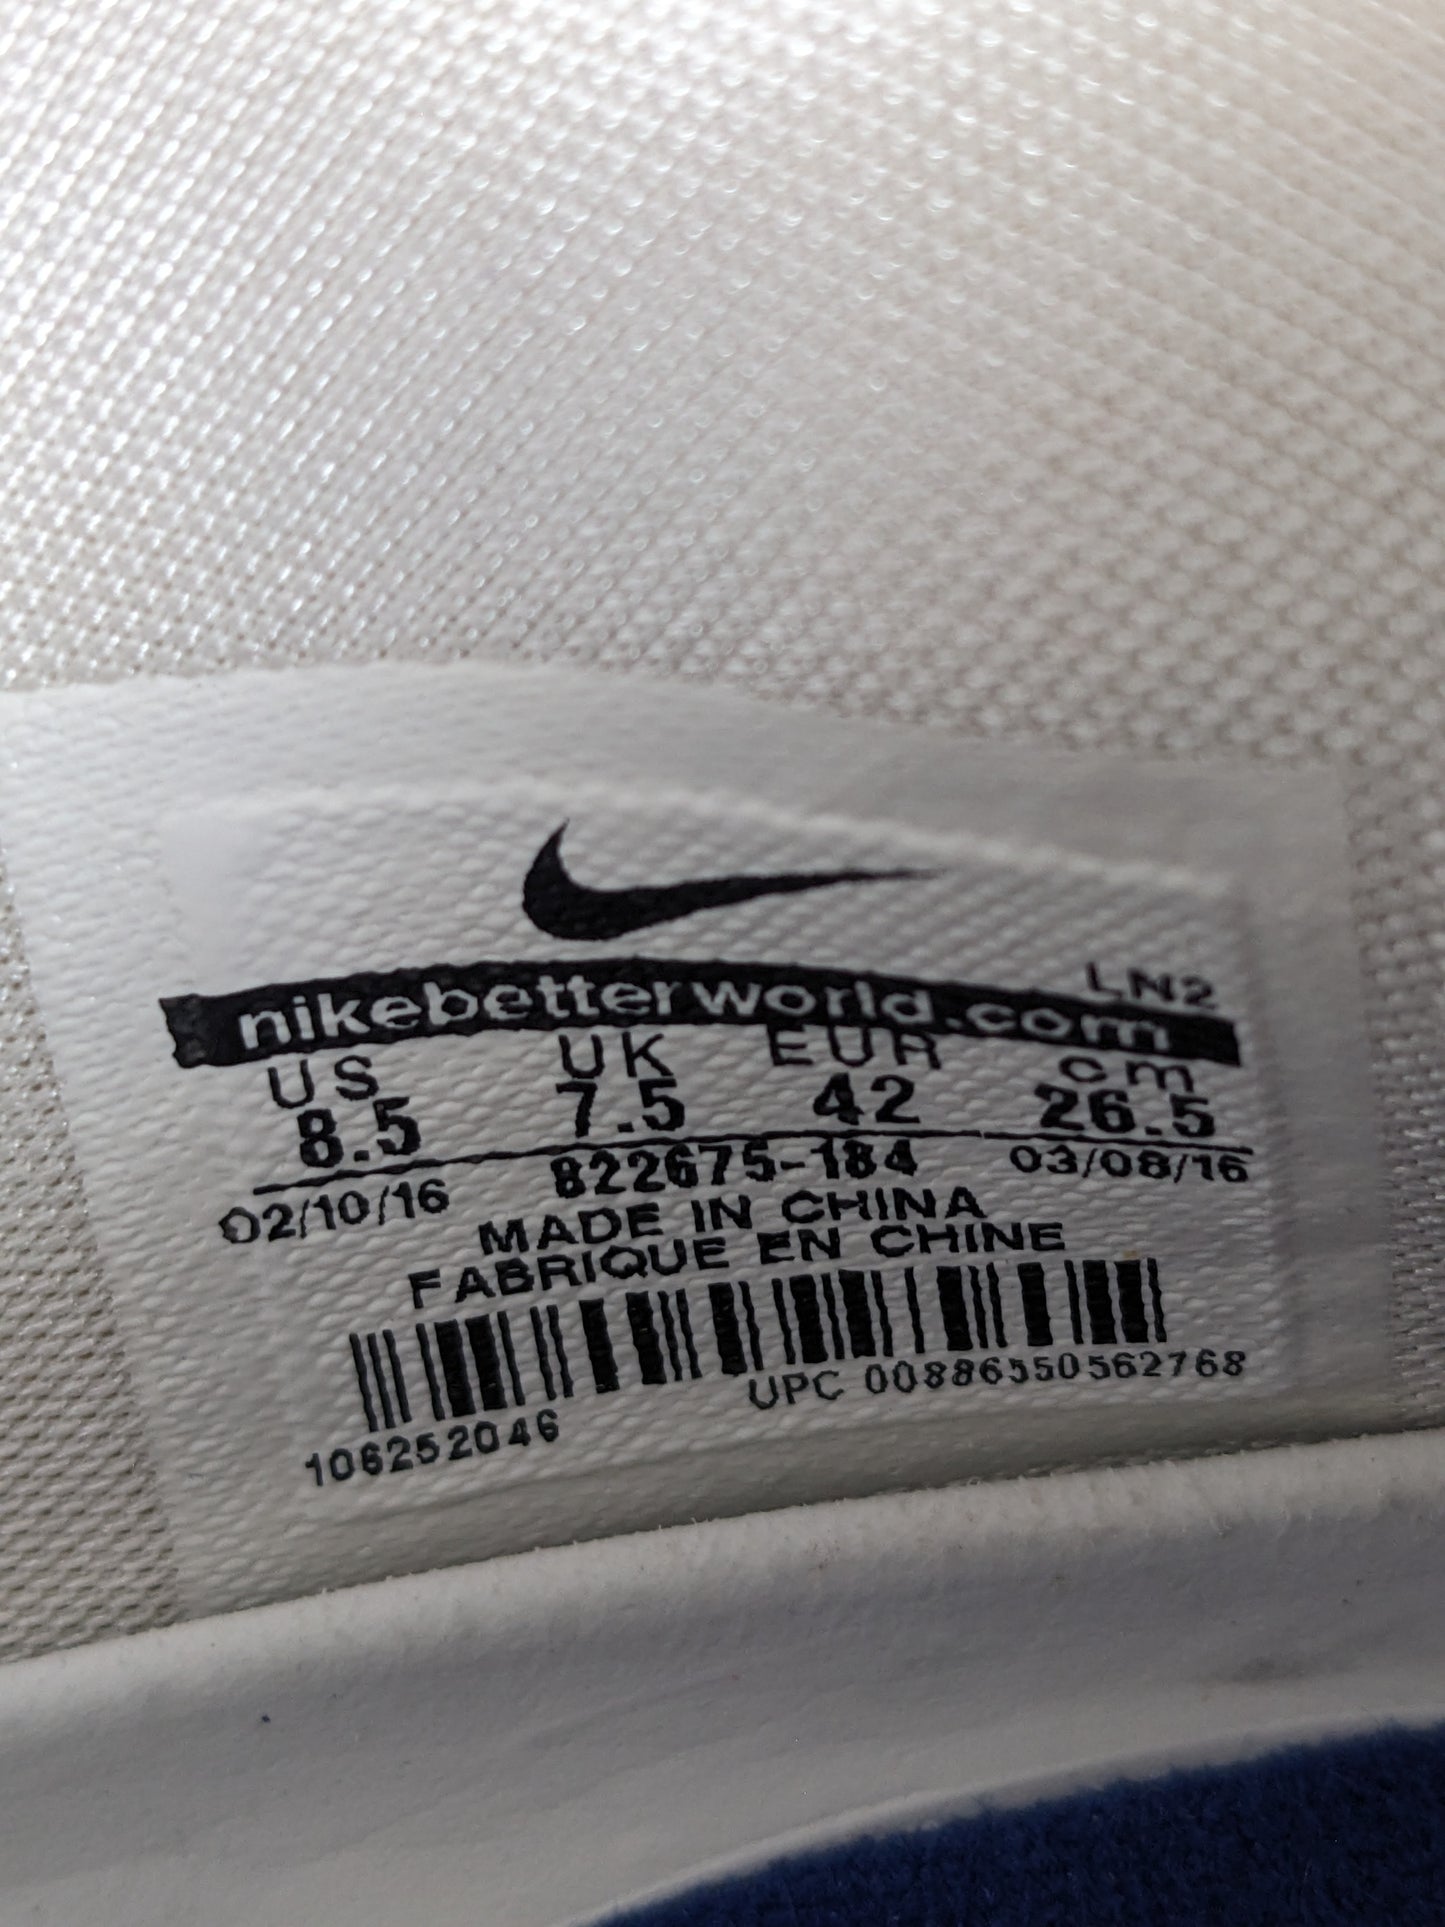 LN2
nikebetterworld.com
US UK EUR cm
8.5 7.5 42 26.5
02/10/16 822675-184 03/08/16
MADE IN CHINA
FABRIQUE EN CHINE
UPC 00886550562768
106252046